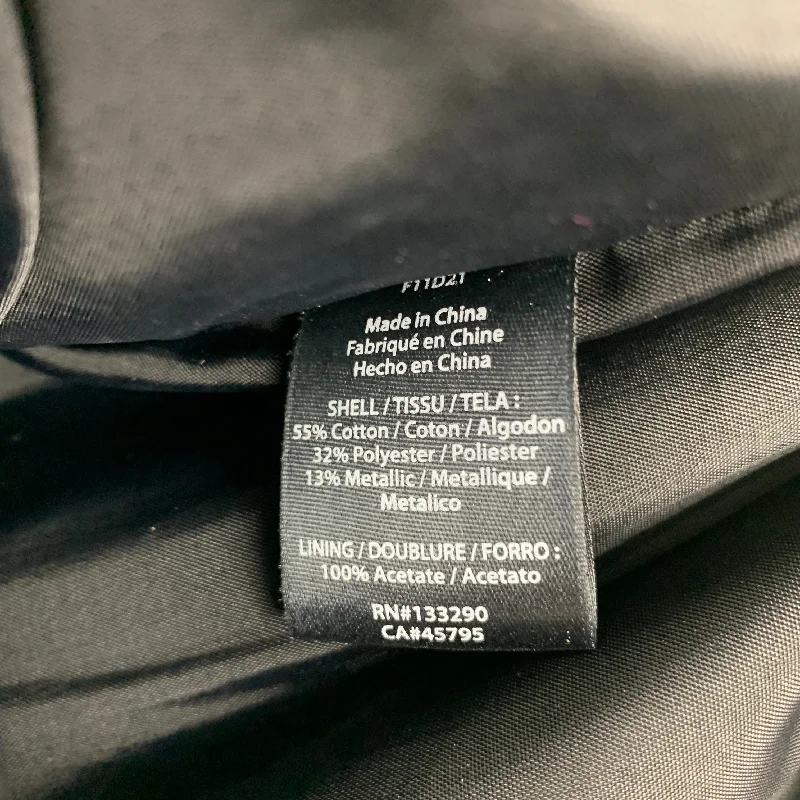 F11D21
Made in China
Fabriqué en Chine
Hecho en China
SHELL / TISSU / TELA :
55% Cotton / Coton / Algodon
32% Polyester / Poliester
13% Metallic / Metallique /
Metalico
LINING / DOUBLURE / FORRO :
100% Acetate / Acetato
RN#133290
CA#45795